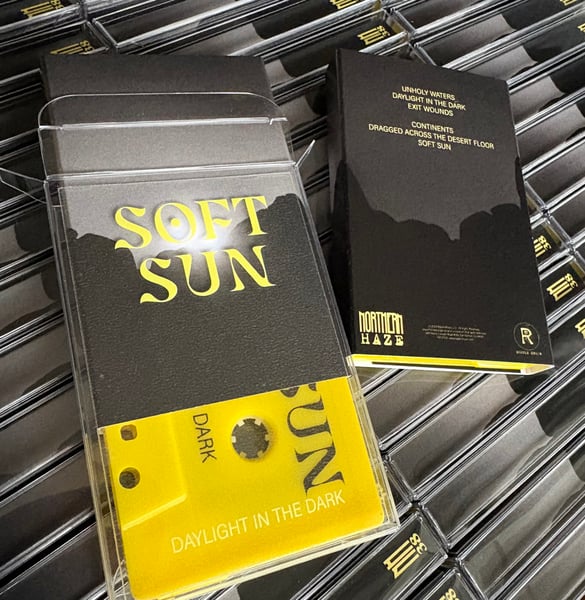 SOFT
SUN
DARK
SUN
DAYLIGHT IN THE DARK
UNHOLY WATERS
DAYLIGHT IN THE DARK
EXIT WOUNDS
CONTINENTS
DRAGGED ACROSS THE DESERT FLOOR
SOFT SUN
NORTHERN
HAZE
R